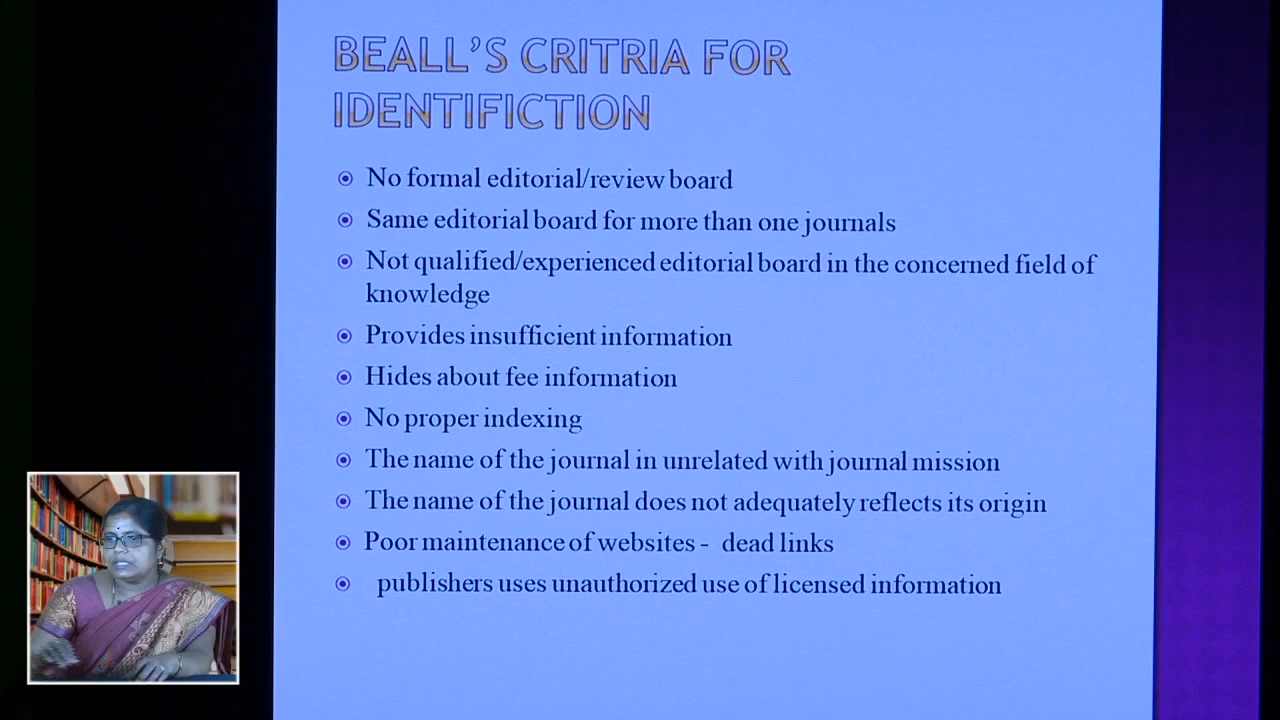 BEALL'S CRITRIA FOR
IDENTIFICTION
No formal editorial/review board
Same editorial board for more than one journals
Not qualified/experienced editorial board in the concerned field of
knowledge
Provides insufficient information
Hides about fee information
No proper indexing
The name of the journal in unrelated with journal mission
The name of the journal does not adequately reflects its origin
Poor maintenance of websites - dead links
publishers uses unauthorized use of licensed information